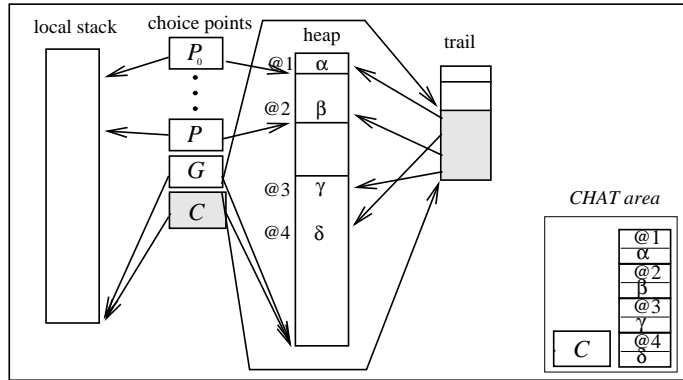 local stack
choice points
heap
trail
P0
@1 α
@2 β
P
G
C
@3 γ
@4 δ
CHAT area
@1
α
@2
β
@3
γ
C
@4
δ